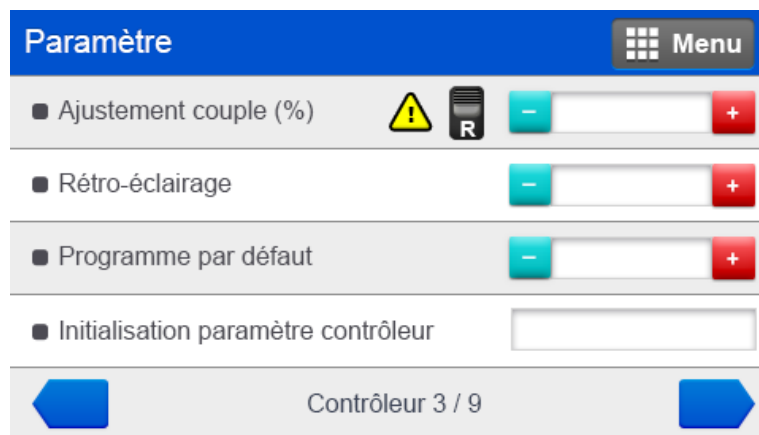 Paramètre
Menu
Ajustement couple (%)
R
−
+
Rétro-éclairage
−
+
Programme par défaut
−
+
Initialisation paramètre contrôleur
Contrôleur 3 / 9